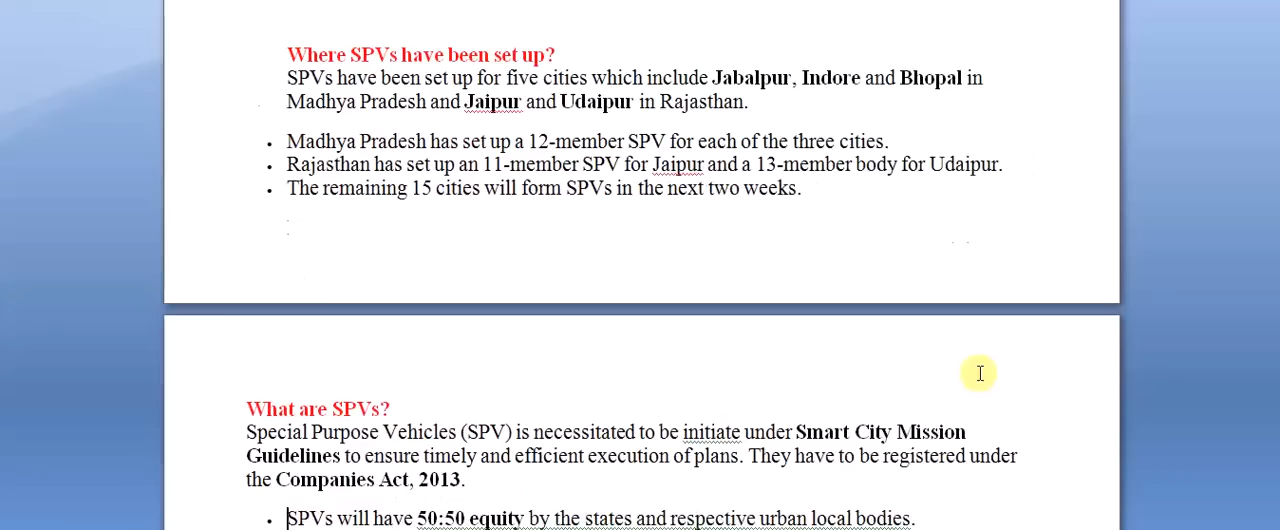 Where SPVs have been set up?
SPVs have been set up for five cities which include Jabalpur, Indore and Bhopal in
Madhya Pradesh and Jaipur and Udaipur in Rajasthan.
• Madhya Pradesh has set up a 12-member SPV for each of the three cities.
• Rajasthan has set up an 11-member SPV for Jaipur and a 13-member body for Udaipur.
• The remaining 15 cities will form SPVs in the next two weeks.
What are SPVs?
Special Purpose Vehicles (SPV) is necessitated to be initiate under Smart City Mission
Guidelines to ensure timely and efficient execution of plans. They have to be registered under
the Companies Act, 2013.
• SPVs will have 50:50 equity by the states and respective urban local bodies.